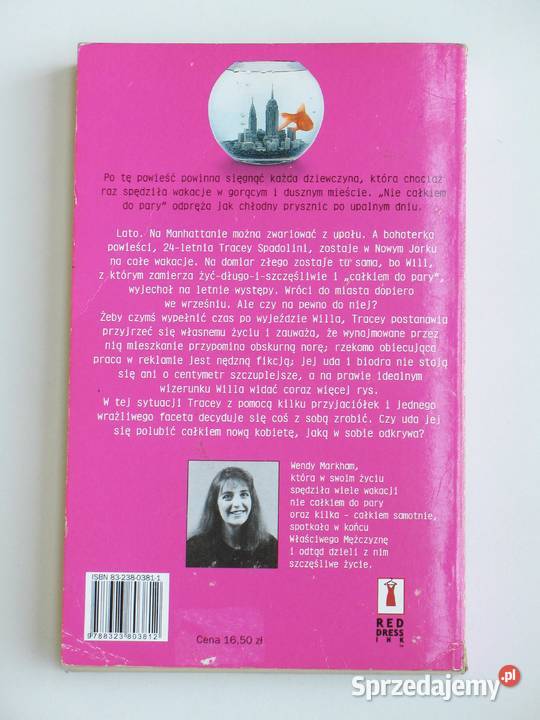 Po tę powieść powinna sięgnąć każda dziewczyna, która chociaż
raz spędziła wakacje w gorącym i dusznym mieście. „Nie całkiem
do pary” odpręża jak chłodny prysznic po upalnym dniu.
Lato. Na Manhattanie można zwariować z upału. A bohaterka
powieści, 24-letnia Tracey Spadolini, zostaje w Nowym Jorku
na całe wakacje. Na domiar złego zostaje tu sama, bo Will,
z którym zamierza żyć-długo-i-szczęśliwie i „całkiem do pary”,
wyjechał na letnie występy. Wróci do miasta dopiero
we wrześniu. Ale czy na pewno do niej?
Żeby czymś wypełnić czas po wyjeździe Willa, Tracey postanawia
przyjrzeć się własnemu życiu i zauważa, że wynajmowane przez
nią mieszkanie przypomina obskurną norę; rzekomo obiecująca
praca w reklamie jest nędzną fikcją; jej uda i biodra nie stają
się ani o centymetr szczuplejsze, a na prawie idealnym
wizerunku Willa widać coraz więcej rys.
W tej sytuacji Tracey z pomocą kilku przyjaciółek i jednego
wrażliwego faceta decyduje się coś z sobą zrobić. Czy uda jej
się polubić całkiem nową kobietę, jaką w sobie odkrywa?
Wendy Markham,
która w swoim życiu
spędziła wiele wakacji
nie całkiem do pary
oraz kilka – całkiem samotnie,
spotkała w końcu
Właściwego Mężczyznę
i odtąd dzieli z nim
szczęśliwe życie.
ISBN 83-238-0381-1
9788323803812
Cena 16,50 zł
RED
DRESS
INK
™
Sprzedajemy.pl